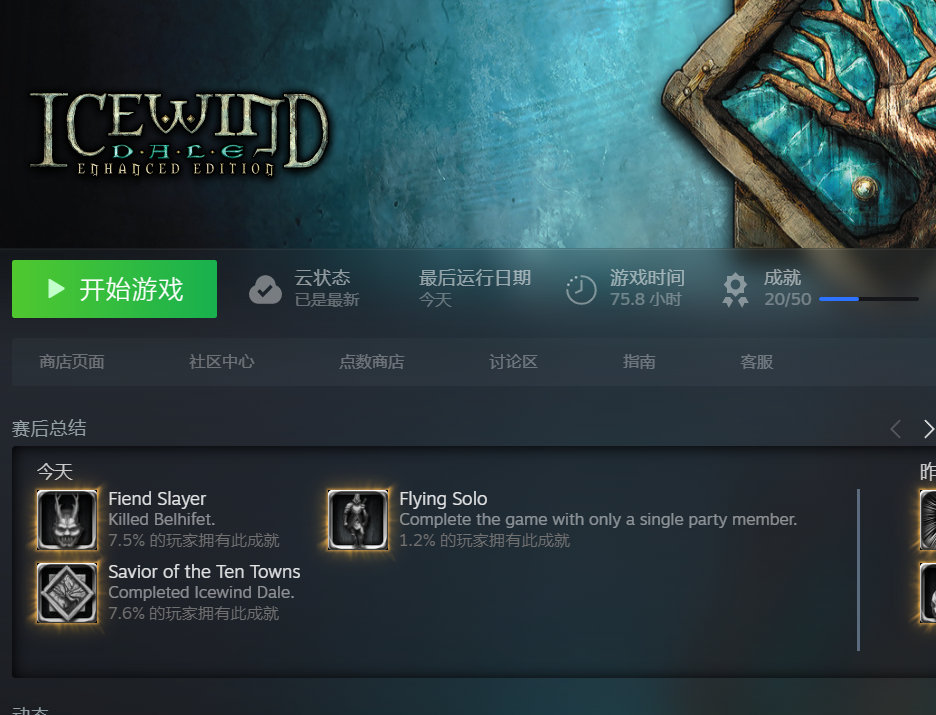 ICEWIND
DALE
ENHANCED EDITION
开始游戏
云状态
已是最新
最后运行日期
今天
游戏时间
75.8 小时
成就
20/50
商店页面
社区中心
点数商店
讨论区
指南
客服
赛后总结
今天
昨
Fiend Slayer
Killed Belhifet.
7.5% 的玩家拥有此成就
Flying Solo
Complete the game with only a single party member.
1.2% 的玩家拥有此成就
Savior of the Ten Towns
Completed Icewind Dale.
7.6% 的玩家拥有此成就
动态